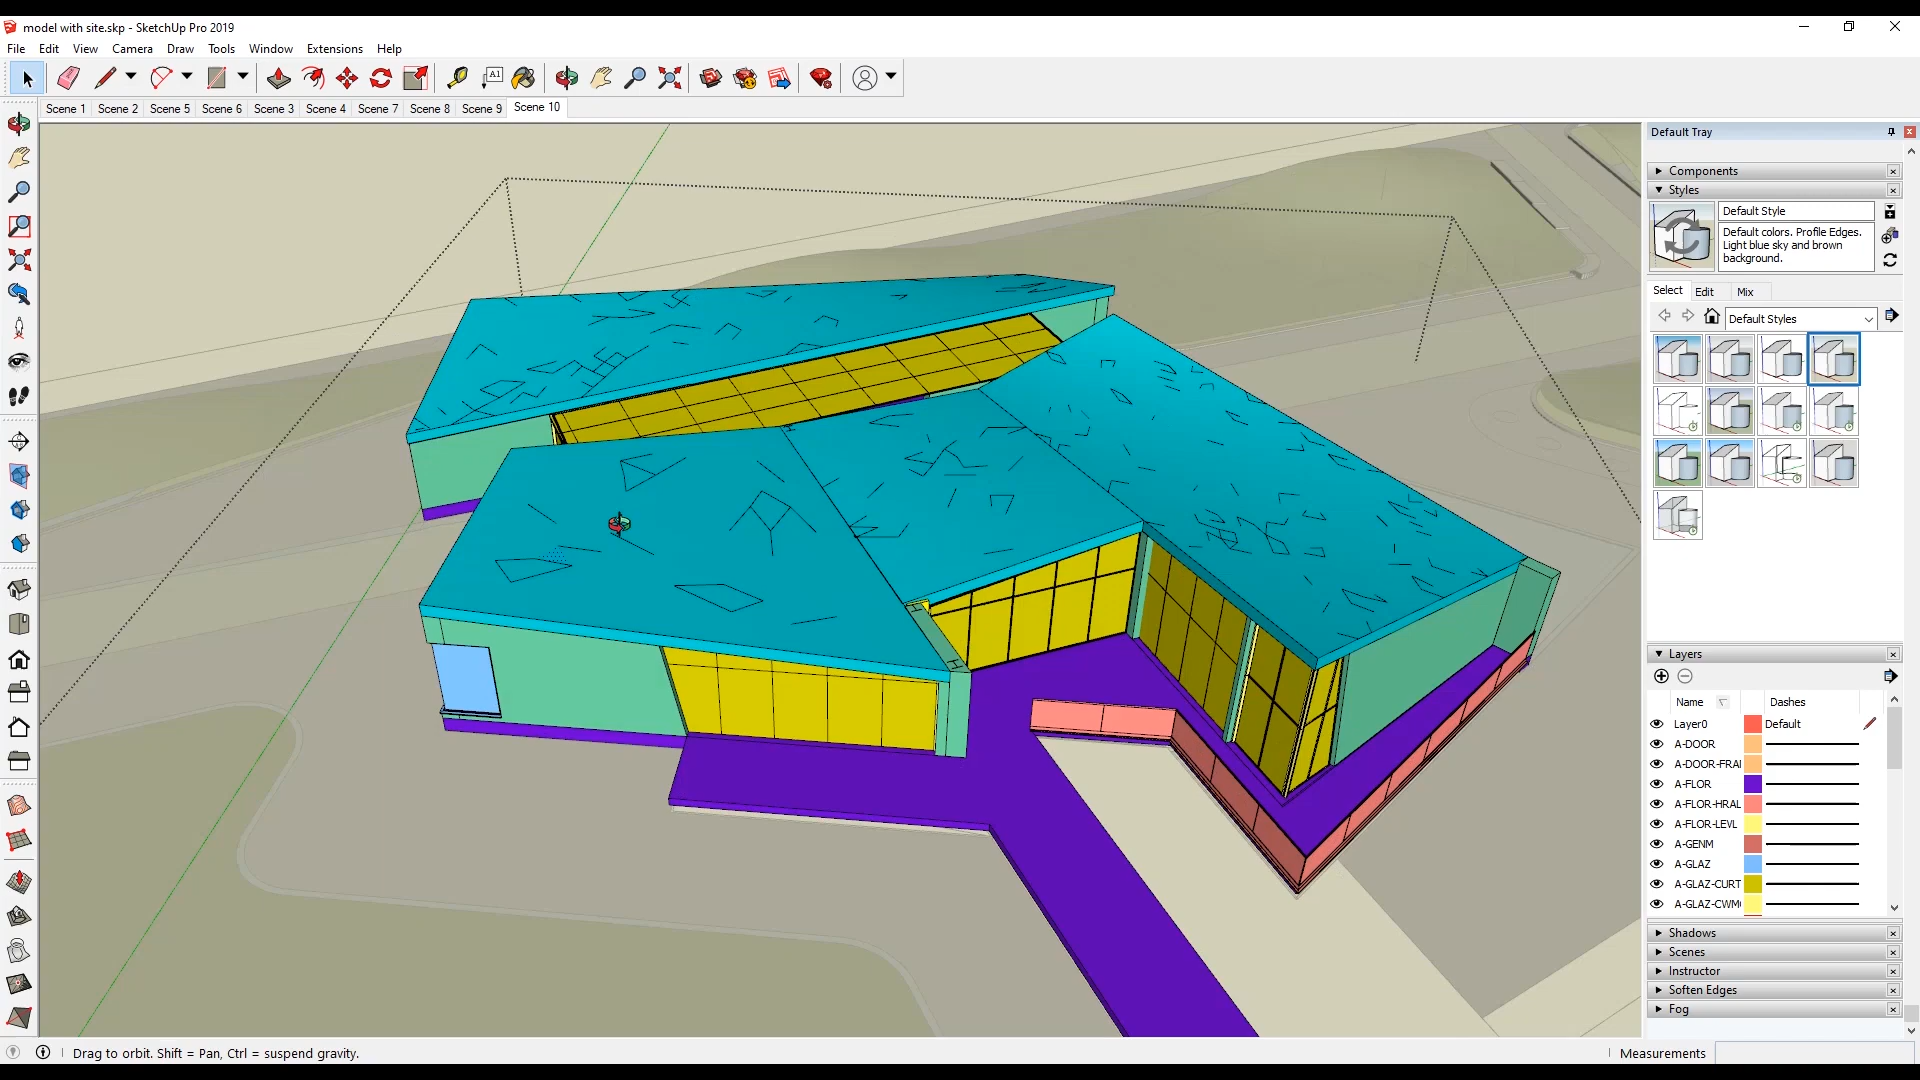 model with site.skp - SketchUp Pro 2019
File Edit View Camera Draw Tools Window Extensions Help
A1
Scene 1 Scene 2 Scene 5 Scene 6 Scene 3 Scene 4 Scene 7 Scene 8 Scene 9 Scene 10
Default Tray
Components
Styles
Default Style
Default colors. Profile Edges.
Light blue sky and brown
background.
Select Edit Mix
Default Styles
Layers
Name Dashes
Layer0 Default
A-DOOR
A-DOOR-FRAI
A-FLOR
A-FLOR-HRAL
A-FLOR-LEVL
A-GENM
A-GLAZ
A-GLAZ-CURT
A-GLAZ-CWM
Shadows
Scenes
Instructor
Soften Edges
Fog
Drag to orbit. Shift = Pan, Ctrl = suspend gravity.
Measurements